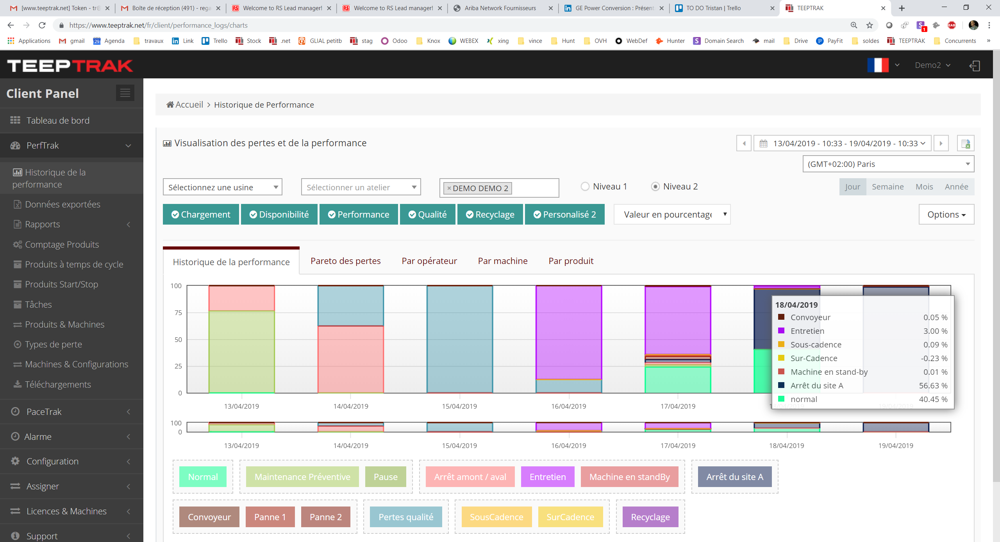 [www.teeptrak.net] Token - tr@
Boîte de réception (491) - rega
Welcome to RS Lead manager!
Welcome to RS Lead manager!
Ariba Network Fournisseurs
GE Power Conversion : Présent
TO DO Tristan | Trello
TEEPTRAK
https://www.teeptrak.net/fr/client/performance_logs/charts
1
EAB
Applications
gmail
29
Agenda
travaux
Link
Trello
Stock
.net
GLIAL petitb
stag
Odoo
Knox
WEBEX
xing
vince
Hunt
OVH
WebDef
Hunter
Domain Search
mail
Drive
PayFit
soldes
TEEPTRAK
Concurrents
»
TEEPTRAK
Demo2
Client Panel
Tableau de bord
PerfTrak
Historique de la
performance
Données exportées
Rapports
Comptage Produits
Produits à temps de cycle
Produits Start/Stop
Tâches
Produits & Machines
Types de perte
Machines & Configurations
Téléchargements
PaceTrak
Alarme
Configuration
Assigner
Licences & Machines
Support
Accueil > Historique de Performance
Visualisation des pertes et de la performance
13/04/2019 - 10:33 - 19/04/2019 - 10:33
(GMT+02:00) Paris
Sélectionnez une usine
Sélectionner un atelier
×DEMO DEMO 2
Niveau 1
Niveau 2
Jour
Semaine
Mois
Année
Chargement
Disponibilité
Performance
Qualité
Recyclage
Personalisé 2
Valeur en pourcentage
Options
Historique de la performance
Pareto des pertes
Par opérateur
Par machine
Par produit
100
75
50
25
0
13/04/2019
14/04/2019
15/04/2019
16/04/2019
17/04/2019
18/04/2019
19/04/2019
18/04/2019
Convoyeur 0.05 %
Entretien 3.00 %
Sous-cadence 0.09 %
Sur-Cadence -0.23 %
Machine en stand-by 0.01 %
Arrêt du site A 56.63 %
normal 40.45 %
100
0
13/04/2019
14/04/2019
15/04/2019
16/04/2019
17/04/2019
18/04/2019
19/04/2019
Normal
Maintenance Préventive
Pause
Arrêt amont / aval
Entretien
Machine en standBy
Arrêt du site A
Convoyeur
Panne 1
Panne 2
Pertes qualité
SousCadence
SurCadence
Recyclage